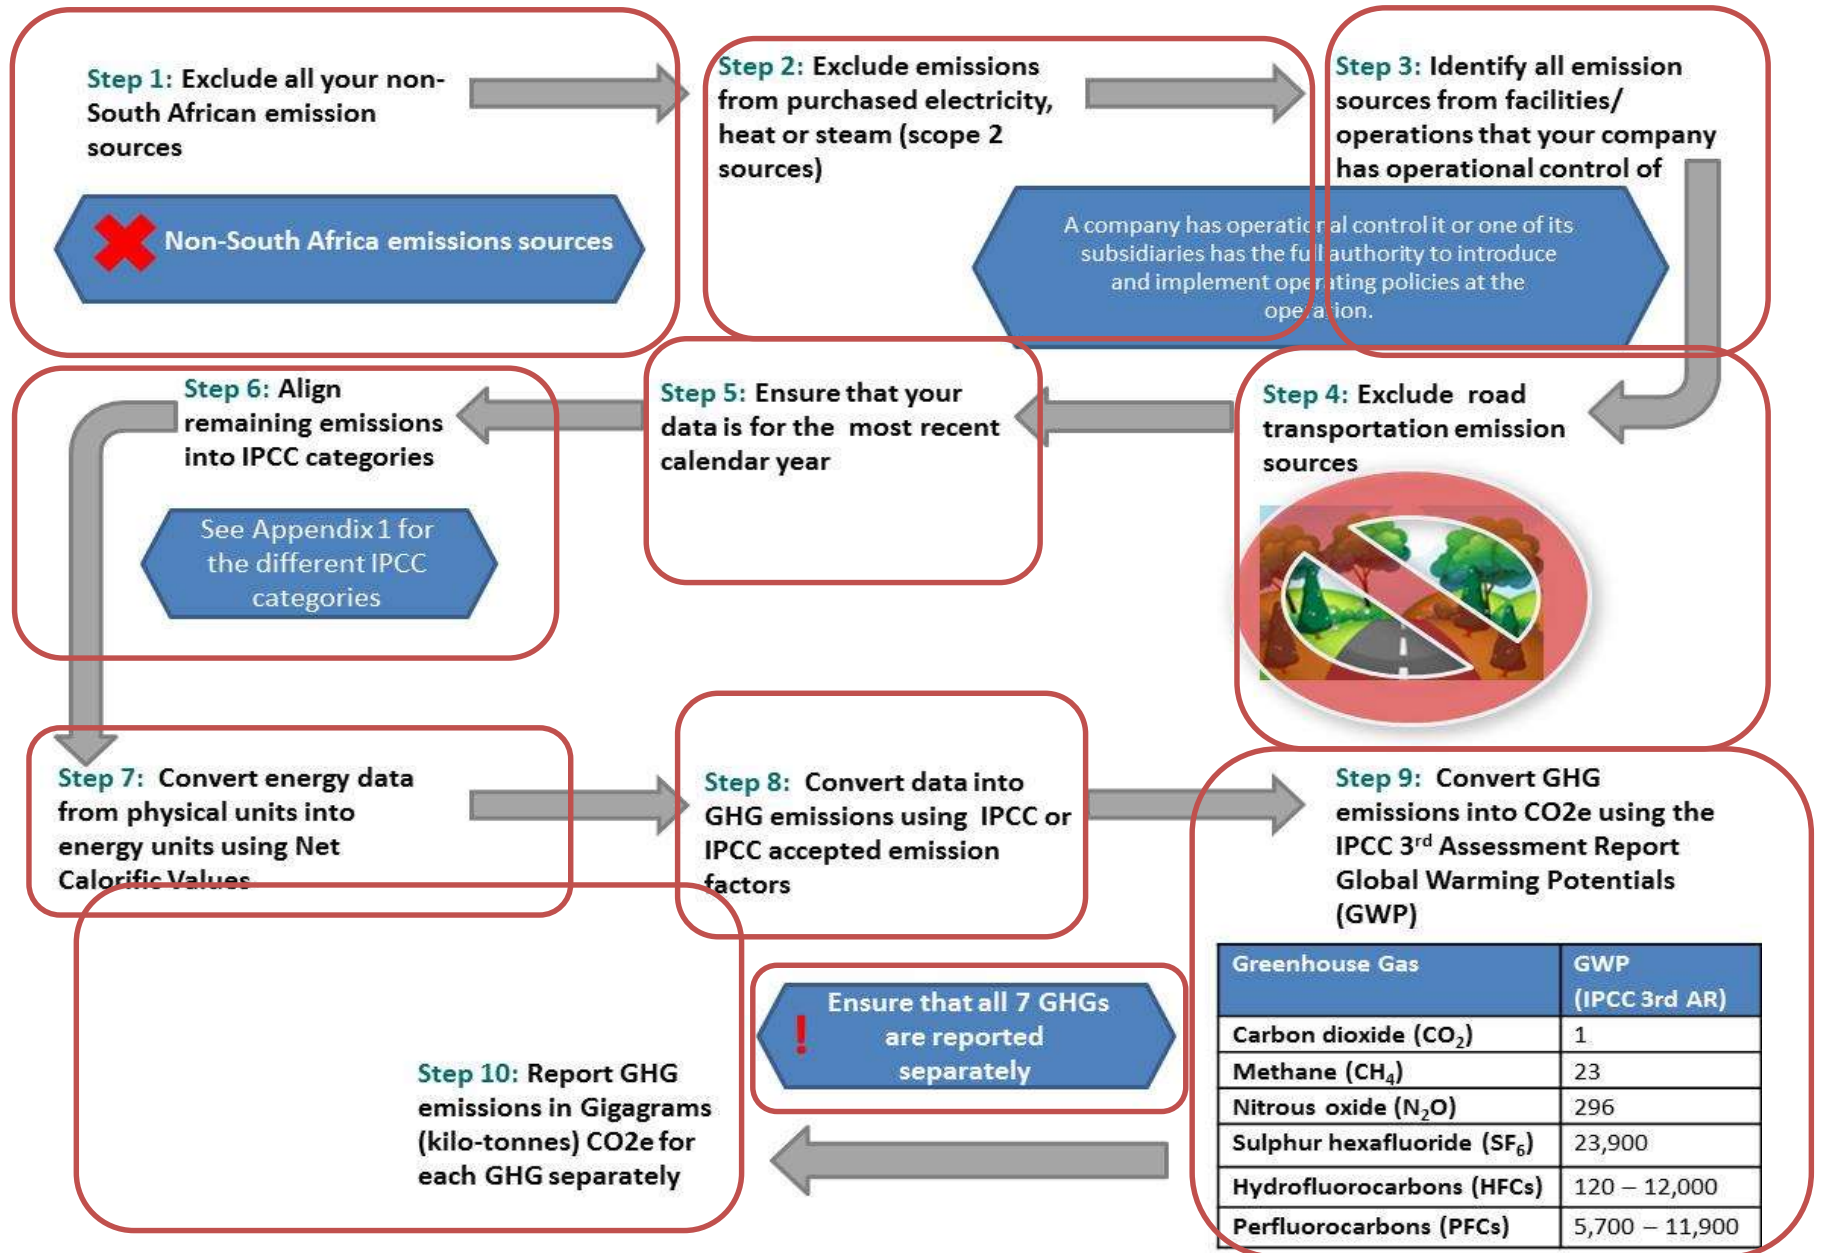 Step 1: Exclude all your non-
South African emission
sources
Non-South Africa emissions sources
Step 2: Exclude emissions
from purchased electricity,
heat or steam (scope 2
sources)
Step 3: Identify all emission
sources from facilities/
operations that your company
has operational control of
A company has operational control it or one of its
subsidiaries has the full authority to introduce
and implement operating policies at the
operation.
Step 4: Exclude road
transportation emission
sources
Step 5: Ensure that your
data is for the most recent
calendar year
Step 6: Align
remaining emissions
into IPCC categories
See Appendix 1 for
the different IPCC
categories
Step 7: Convert energy data
from physical units into
energy units using Net
Calorific Values
Step 8: Convert data into
GHG emissions using IPCC or
IPCC accepted emission
factors
Step 9: Convert GHG
emissions into CO2e using the
IPCC 3rd Assessment Report
Global Warming Potentials
(GWP)
Greenhouse Gas GWP
(IPCC 3rd AR)
Carbon dioxide (CO₂) 1
Methane (CH₄) 23
Nitrous oxide (N₂O) 296
Sulphur hexafluoride (SF₆) 23,900
Hydrofluorocarbons (HFCs) 120 – 12,000
Perfluorocarbons (PFCs) 5,700 – 11,900
! Ensure that all 7 GHGs
are reported
separately
Step 10: Report GHG
emissions in Gigagrams
(kilo-tonnes) CO2e for
each GHG separately